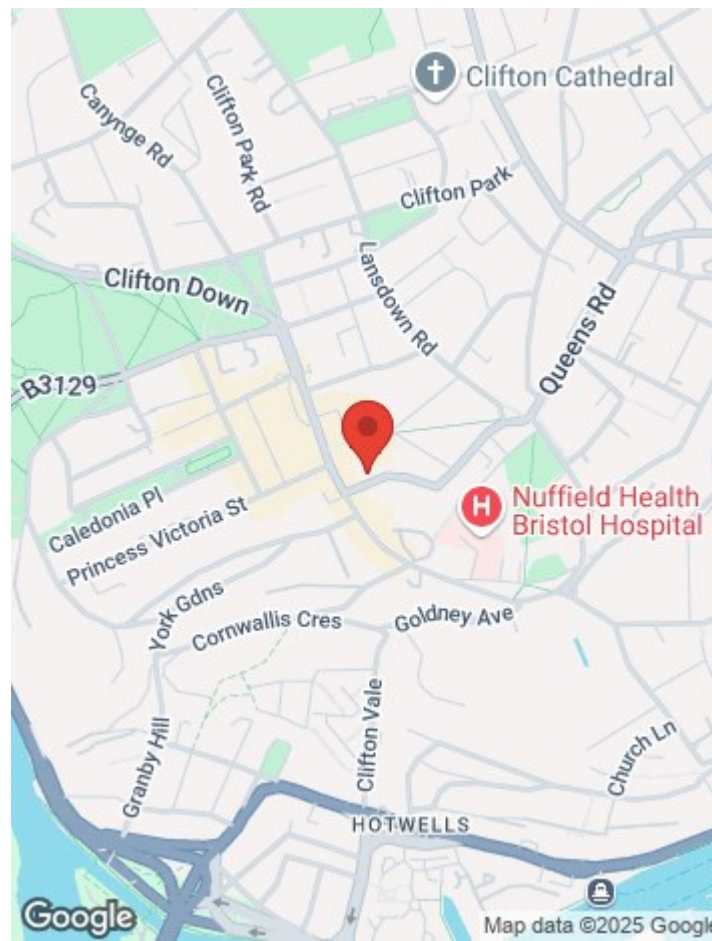 Clifton Cathedral
Canynge Rd
Clifton Park Rd
Clifton Park
Lansdown Rd
Clifton Down
Queens Rd
B3129
Caledonia Pl
Princess Victoria St
H
Nuffield Health
Bristol Hospital
York Gdns
Cornwallis Cres
Goldney Ave
Granby Hill
Clifton Vale
Church Ln
HOTWELLS
Google
Map data ©2025 Google